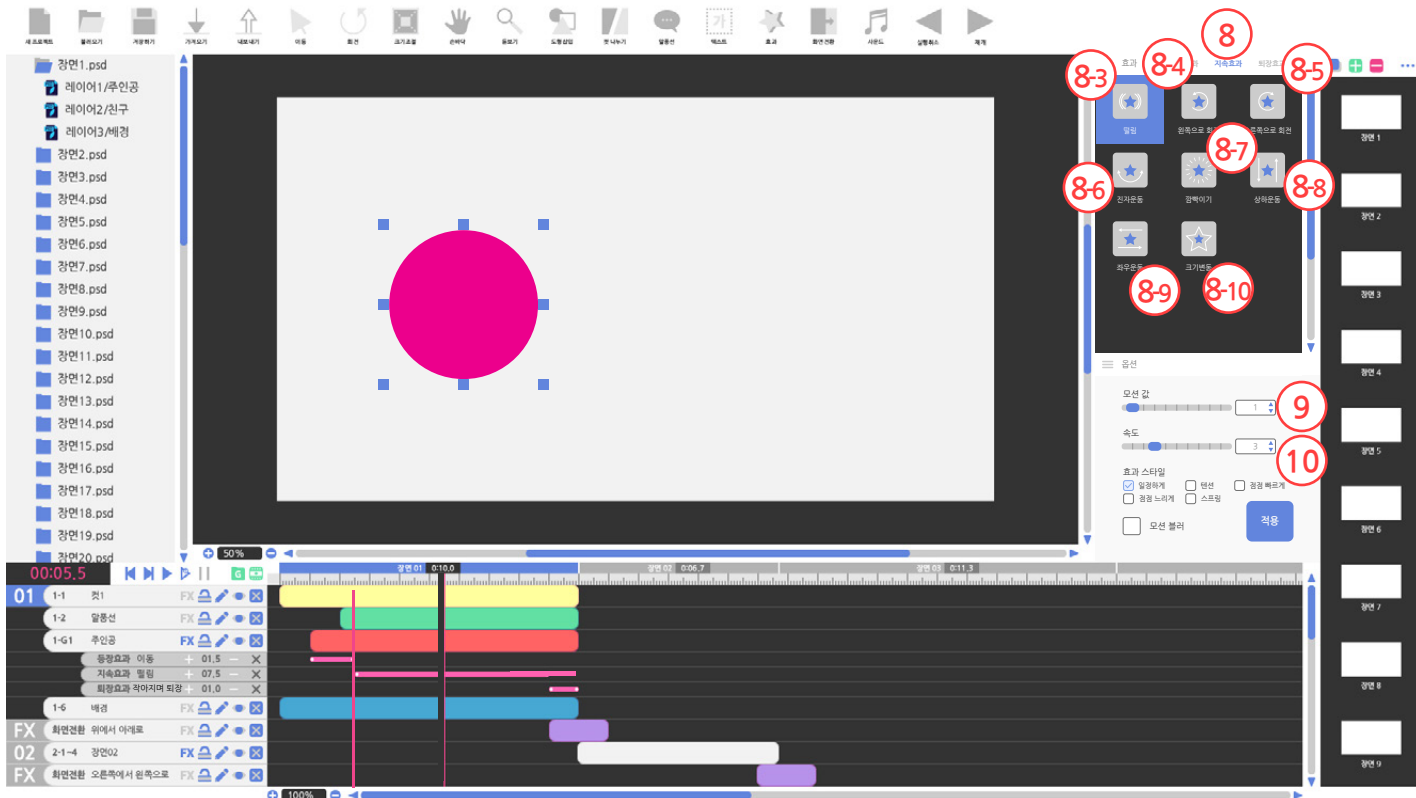 새 프로젝트 불러오기 저장하기 가져오기 내보내기 이동 회전 크기조절 손바닥 돋보기 도형삽입 컷 나누기 말풍선 텍스트 효과 화면전환 사운드 실행취소 재개
가
장면1.psd
레이어1/주인공
레이어2/친구
레이어3/배경
장면2.psd
장면3.psd
장면4.psd
장면5.psd
장면6.psd
장면7.psd
장면8.psd
장면9.psd
장면10.psd
장면11.psd
장면12.psd
장면13.psd
장면14.psd
장면15.psd
장면16.psd
장면17.psd
장면18.psd
장면19.psd
장면20.psd
50%
8
효과 지속효과 퇴장효
8-3 8-4 8-5
떨림 왼쪽으로 회 른쪽으로 회전
8-6 8-7 8-8
진자운동 깜빡이기 상하운동
좌우운동 크기변동
8-9 8-10
옵션
모션 값
1
9
속도
3
10
효과 스타일
일정하게 텐션 점점 빠르게
점점 느리게 스프링
모션 블러
적용
장면 1
장면 2
장면 3
장면 4
장면 5
장면 6
장면 7
장면 8
장면 9
00:05.5 G
장면 01 0:10.0 장면 02 0:06.7 장면 03 0:11.3
01 1-1 컷1 FX
1-2 말풍선 FX
1-G1 주인공 FX
등장효과 이동 + 01.5 − X
지속효과 떨림 + 07.5 − X
퇴장효과 작아지며 퇴장 + 01.0 − X
1-6 배경 FX
FX 화면전환 위에서 아래로 FX
02 2-1~4 장면02 FX
FX 화면전환 오른쪽에서 왼쪽으로 FX
100%